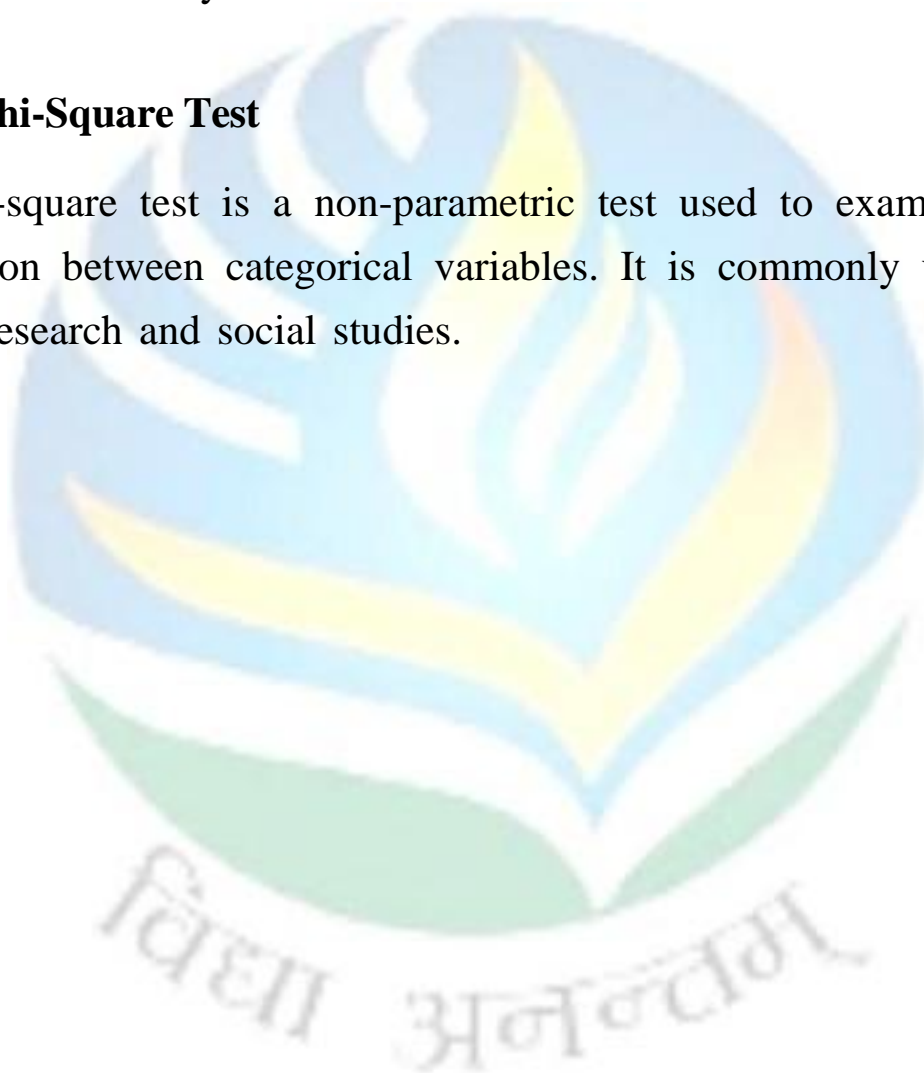 hi-Square Test
-square test is a non-parametric test used to exam
on between categorical variables. It is commonly
esearch and social studies.
विद्या अनन्तम्